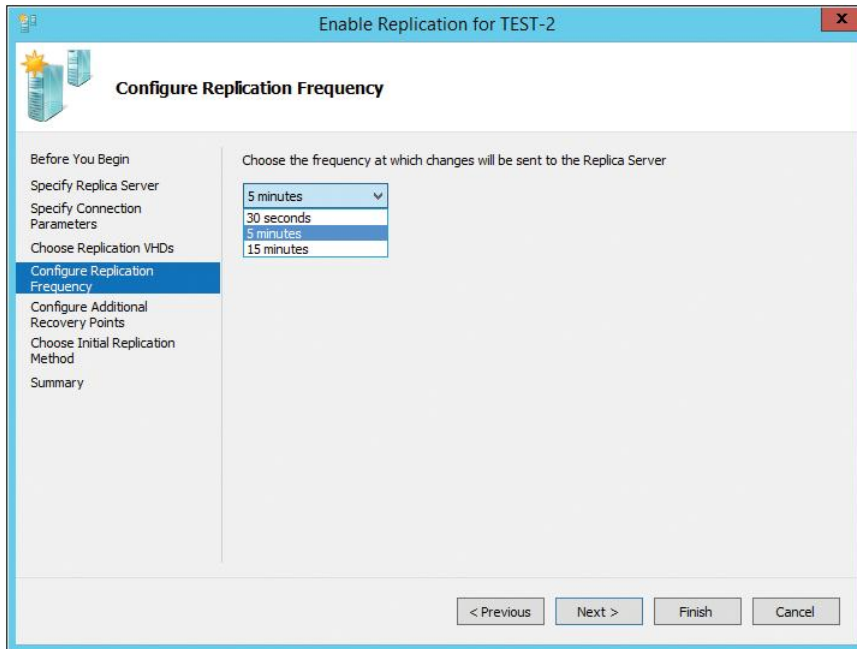 Enable Replication for TEST-2
x
Configure Replication Frequency
Before You Begin
Specify Replica Server
Specify Connection
Parameters
Choose Replication VHDs
Configure Replication
Frequency
Configure Additional
Recovery Points
Choose Initial Replication
Method
Summary
Choose the frequency at which changes will be sent to the Replica Server
5 minutes
30 seconds
5 minutes
15 minutes
< Previous
Next >
Finish
Cancel